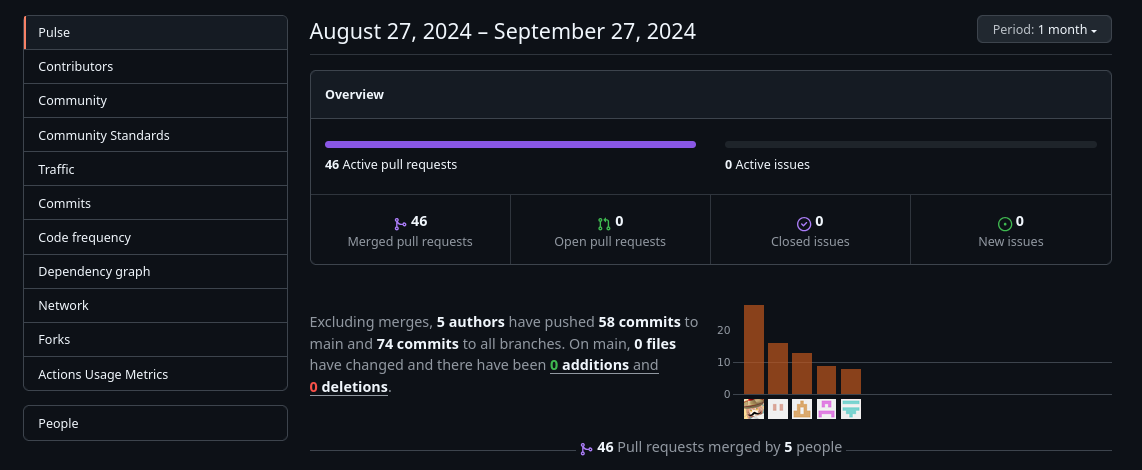 Pulse
Contributors
Community
Community Standards
Traffic
Commits
Code frequency
Dependency graph
Network
Forks
Actions Usage Metrics
People
August 27, 2024 – September 27, 2024
Period: 1 month
Overview
46 Active pull requests
0 Active issues
46
Merged pull requests
0
Open pull requests
0
Closed issues
0
New issues
Excluding merges, 5 authors have pushed 58 commits to
main and 74 commits to all branches. On main, 0 files
have changed and there have been 0 additions and
0 deletions.
20
10
0
46 Pull requests merged by 5 people